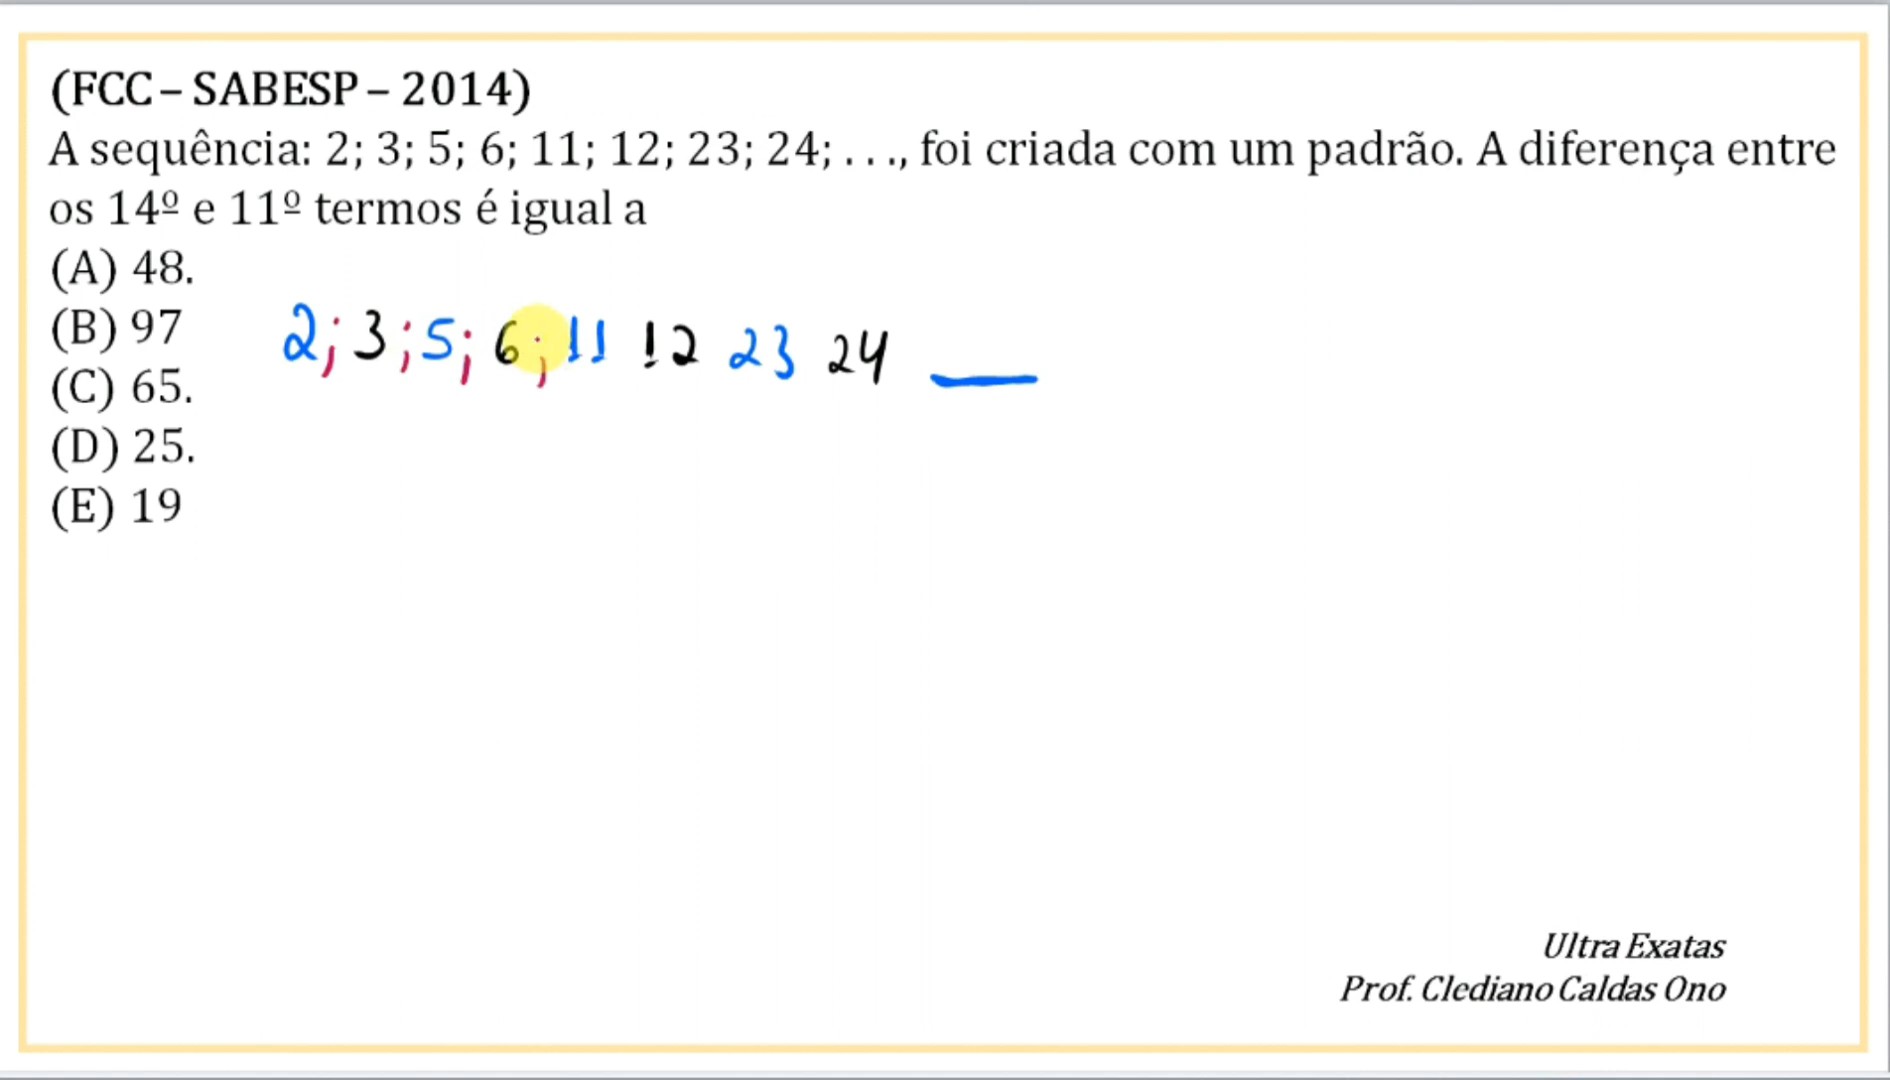 (FCC – SABESP – 2014)
A sequência: 2; 3; 5; 6; 11; 12; 23; 24; . . ., foi criada com um padrão. A diferença entre
os 14º e 11º termos é igual a
(A) 48.
(B) 97
(C) 65.
(D) 25.
(E) 19
2; 3; 5; 6; 11 12 23 24
Ultra Exatas
Prof. Clediano Caldas Ono